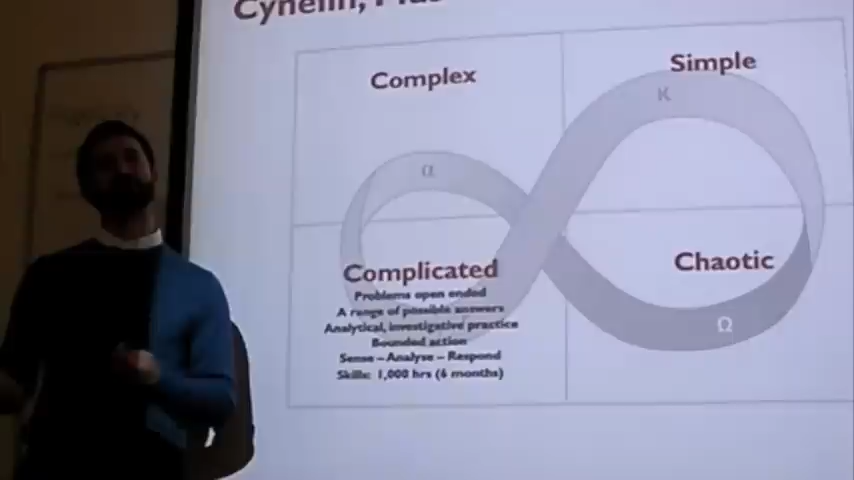 Cynefin,
Complex
Simple
K
α
Complicated
Problems open ended
A range of possible answers
Analytical, investigative practice
Bounded action
Sense – Analyse – Respond
Skills: 1,000 hrs (6 months)
Chaotic
Ω